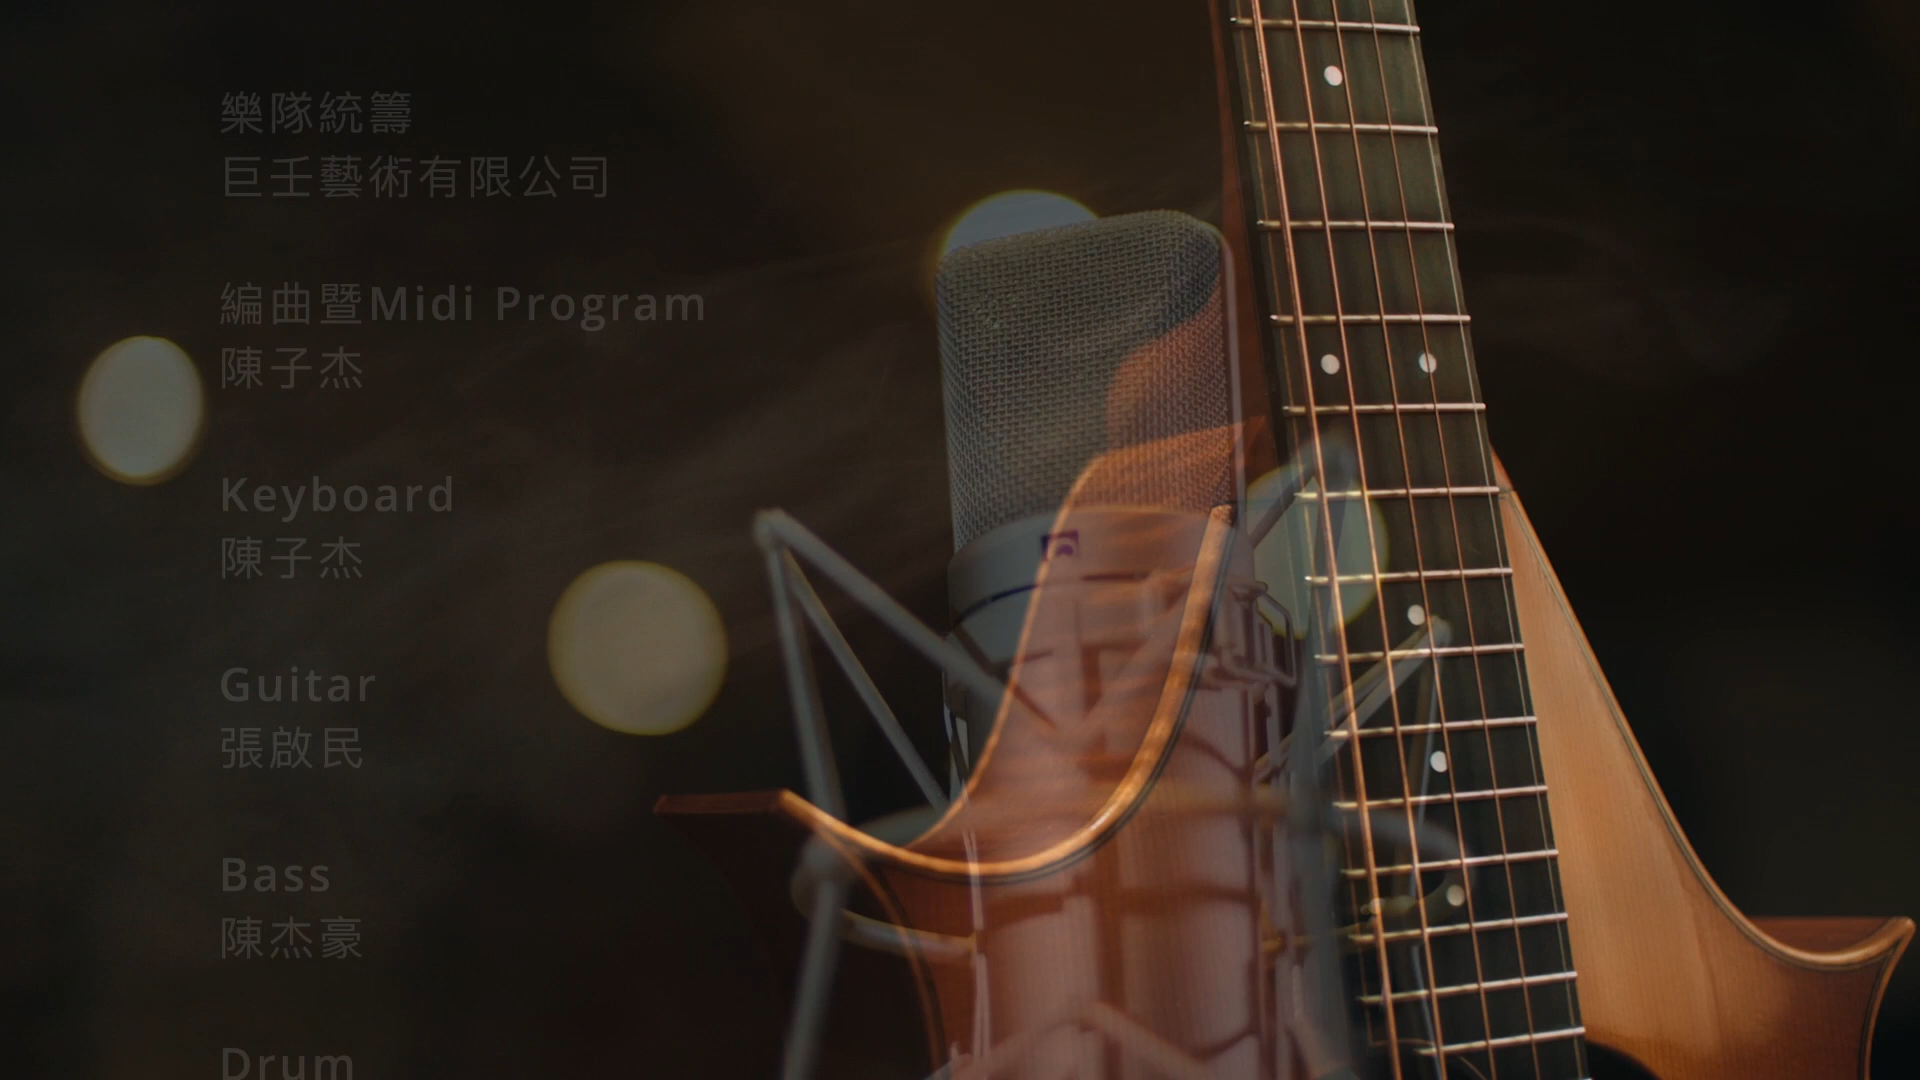 樂隊統籌
巨壬藝術有限公司
編曲暨Midi Program
陳子杰
Keyboard
陳子杰
Guitar
張啟民
Bass
陳杰豪
Drum